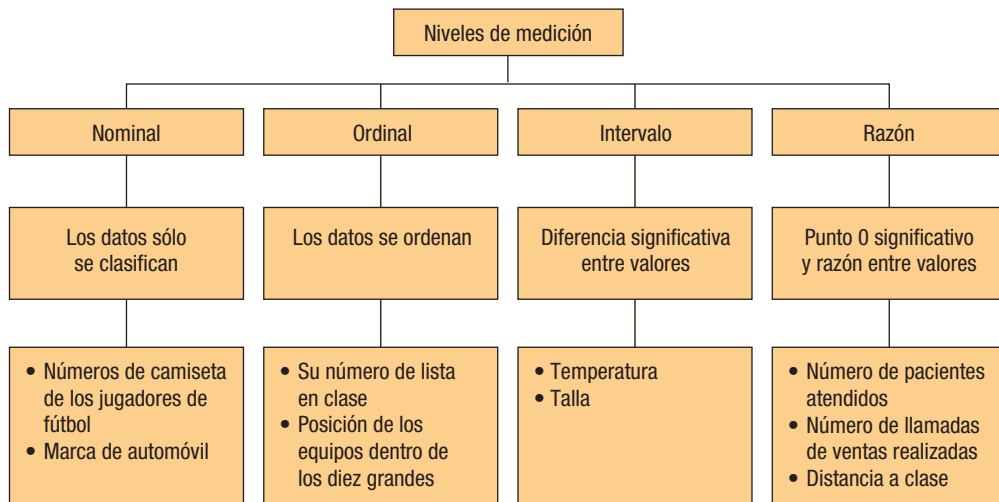 Niveles de medición
Nominal
Ordinal
Intervalo
Razón
Los datos sólo
se clasifican
Los datos se ordenan
Diferencia significativa
entre valores
Punto 0 significativo
y razón entre valores
• Números de camiseta
de los jugadores de
fútbol
• Marca de automóvil
• Su número de lista
en clase
• Posición de los
equipos dentro de
los diez grandes
• Temperatura
• Talla
• Número de pacientes
atendidos
• Número de llamadas
de ventas realizadas
• Distancia a clase